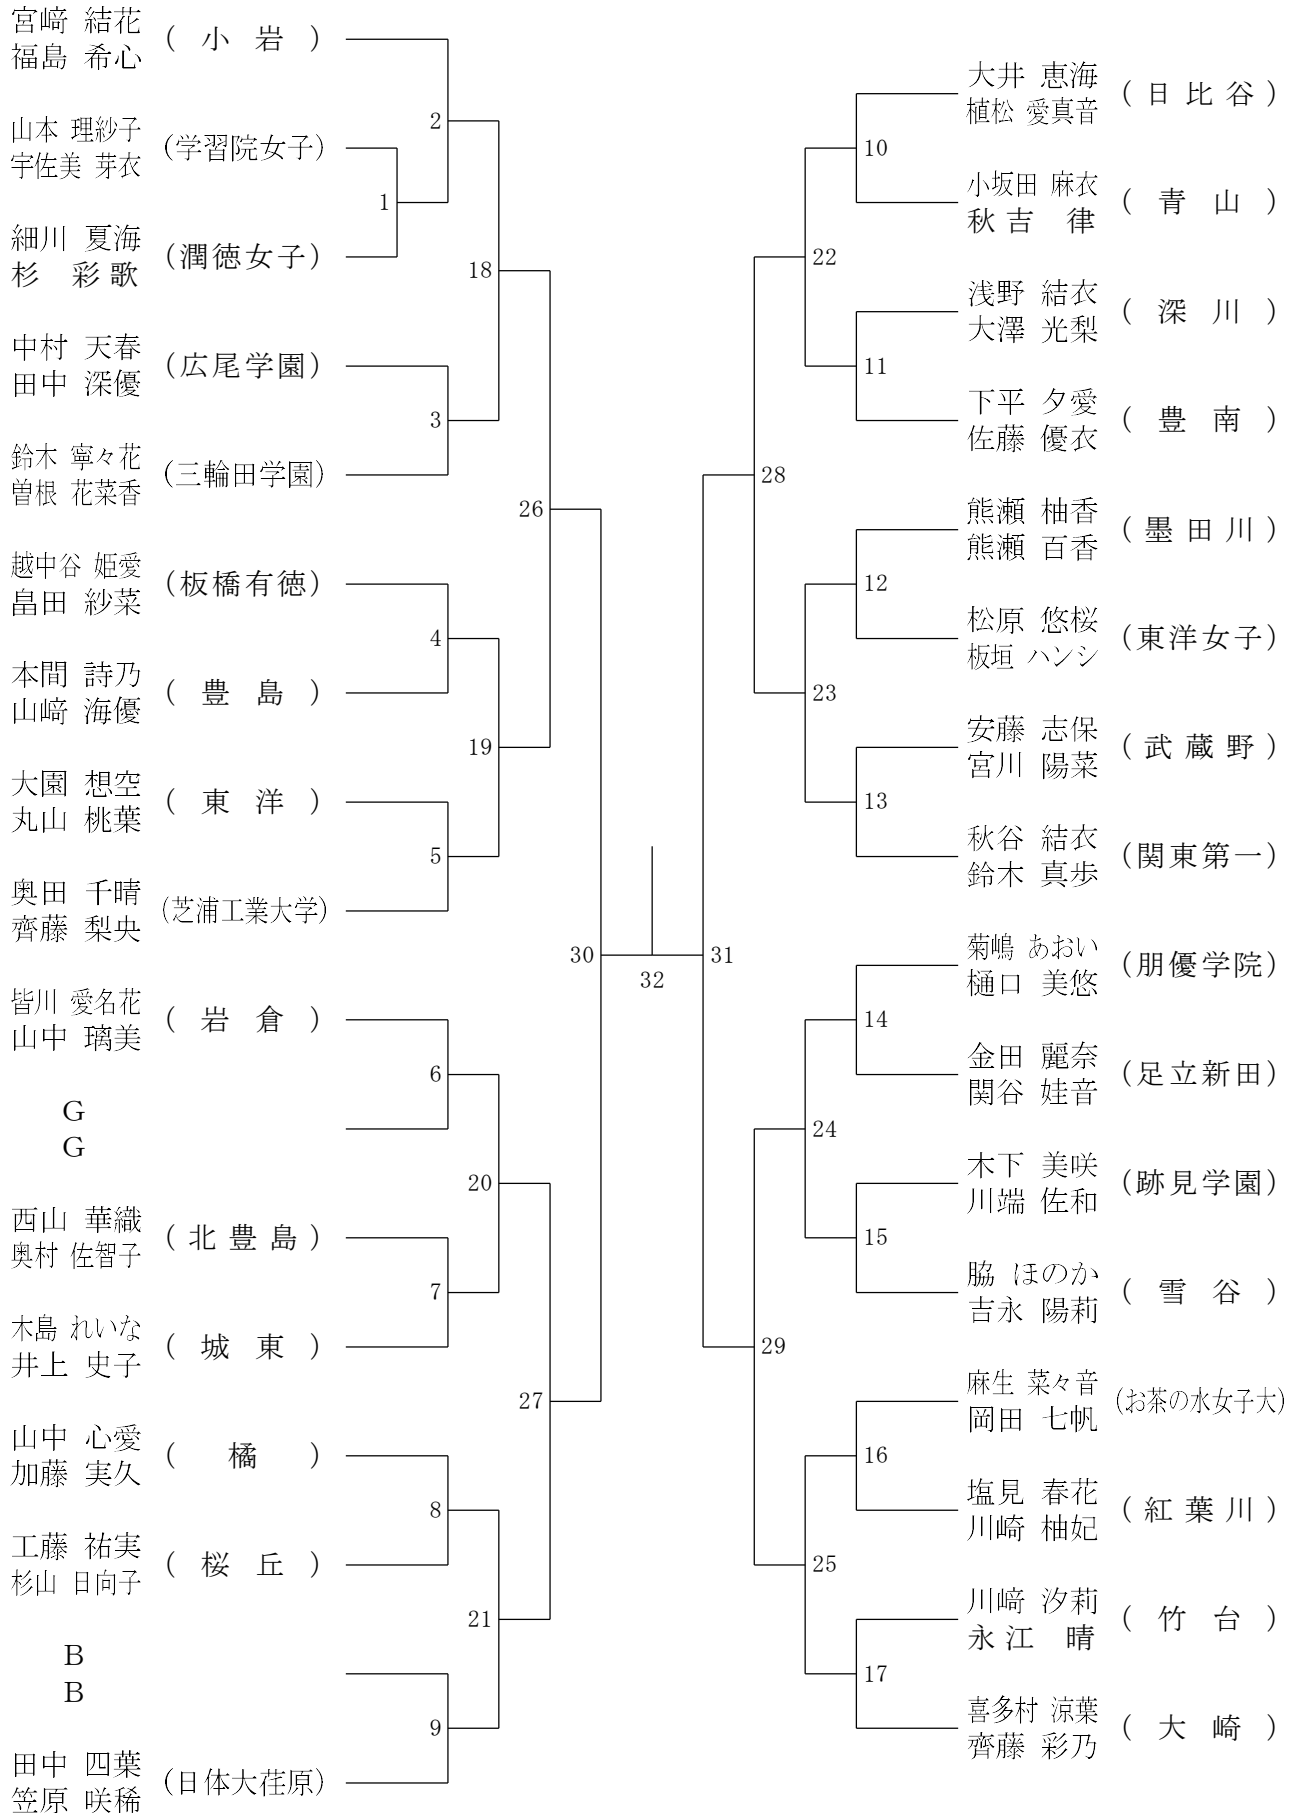 宮﨑 結花
福島 希心
(小岩)
山本 理紗子
宇佐美 芽衣
(学習院女子)
細川 夏海
杉 彩歌
(潤徳女子)
中村 天春
田中 深優
(広尾学園)
鈴木 寧々花
曽根 花菜香
(三輪田学園)
越中谷 姫愛
畠田 紗菜
(板橋有徳)
本間 詩乃
山﨑 海優
(豊島)
大園 想空
丸山 桃葉
(東洋)
奥田 千晴
齊藤 梨央
(芝浦工業大学)
皆川 愛名花
山中 璃美
(岩倉)
G
G
西山 華織
奥村 佐智子
(北豊島)
木島 れいな
井上 史子
(城東)
山中 心愛
加藤 実久
(橘)
工藤 祐実
杉山 日向子
(桜丘)
B
B
田中 四葉
笠原 咲稀
(日体大荏原)
1
2
3
4
5
6
7
8
9
18
19
20
21
26
27
30
32
31
28
29
22
23
24
25
10
11
12
13
14
15
16
17
大井 恵海
植松 愛真音
(日比谷)
小坂田 麻衣
秋吉 律
(青山)
浅野 結衣
大澤 光梨
(深川)
下平 夕愛
佐藤 優衣
(豊南)
熊瀬 柚香
熊瀬 百香
(墨田川)
松原 悠桜
板垣 ハンシ
(東洋女子)
安藤 志保
宮川 陽菜
(武蔵野)
秋谷 結衣
鈴木 真歩
(関東第一)
菊嶋 あおい
樋口 美悠
(朋優学院)
金田 麗奈
関谷 娃音
(足立新田)
木下 美咲
川端 佐和
(跡見学園)
脇 ほのか
吉永 陽莉
(雪谷)
麻生 菜々音
岡田 七帆
(お茶の水女子大)
塩見 春花
川崎 柚妃
(紅葉川)
川﨑 汐莉
永江 晴
(竹台)
喜多村 涼葉
齊藤 彩乃
(大崎)